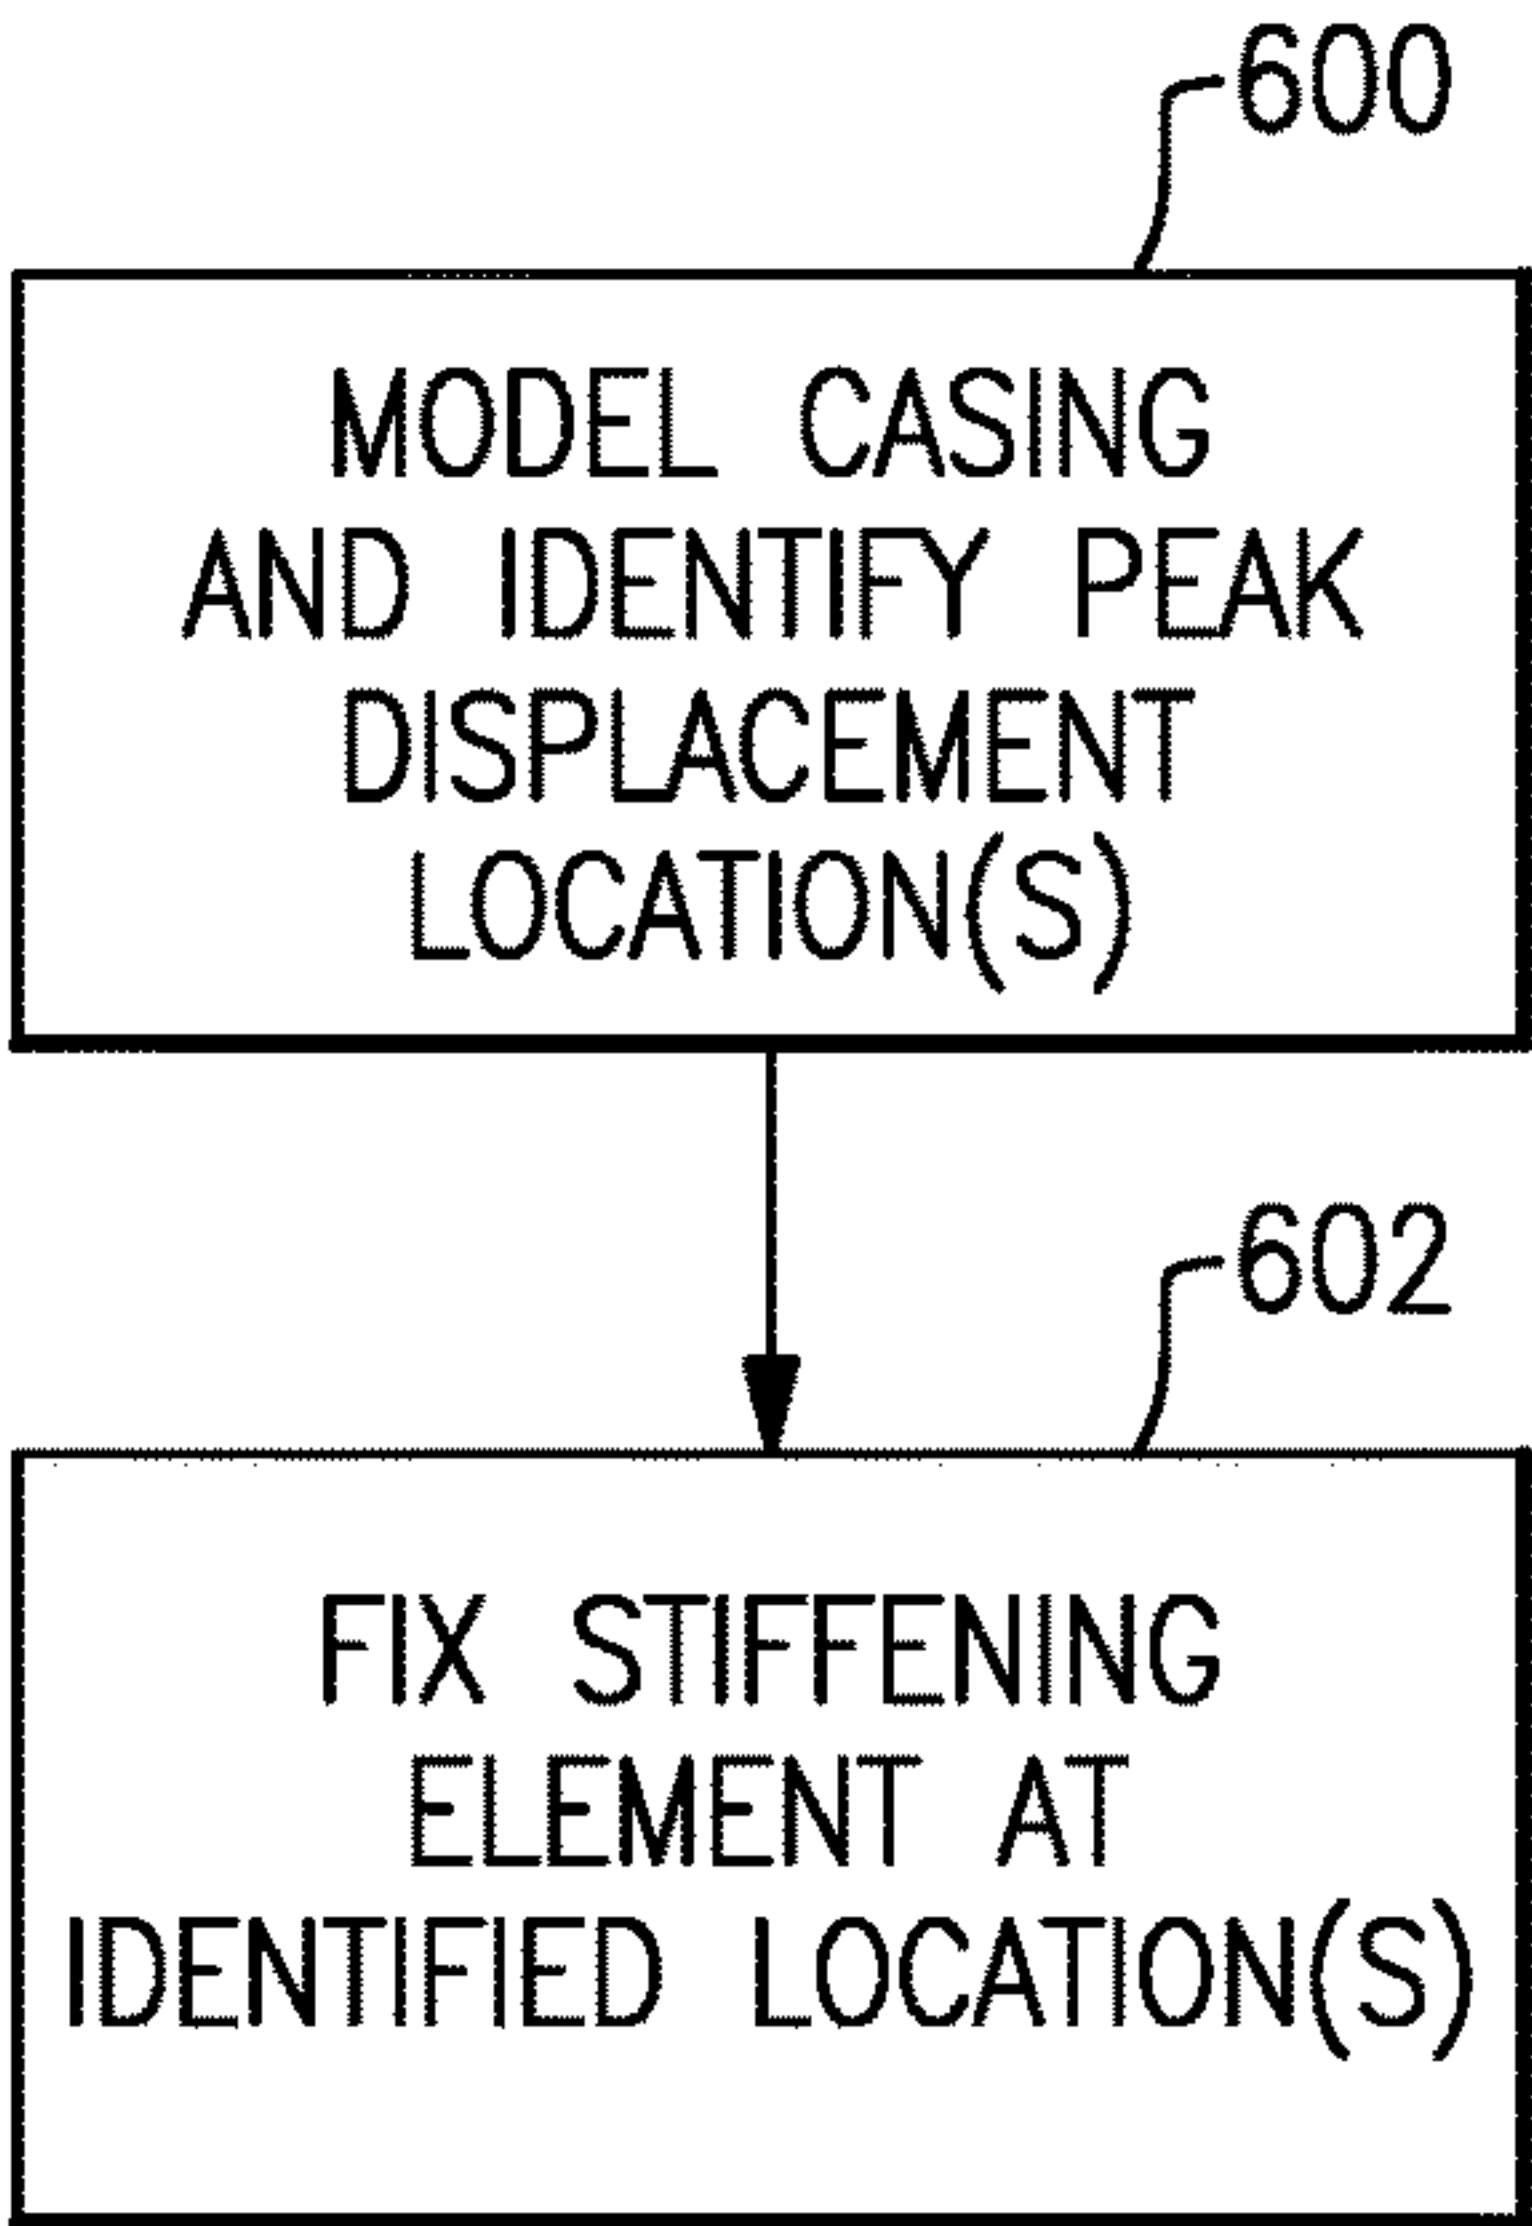 600
MODEL CASING
AND IDENTIFY PEAK
DISPLACEMENT
LOCATION(S)
602
FIX STIFFENING
ELEMENT AT
IDENTIFIED LOCATION(S)